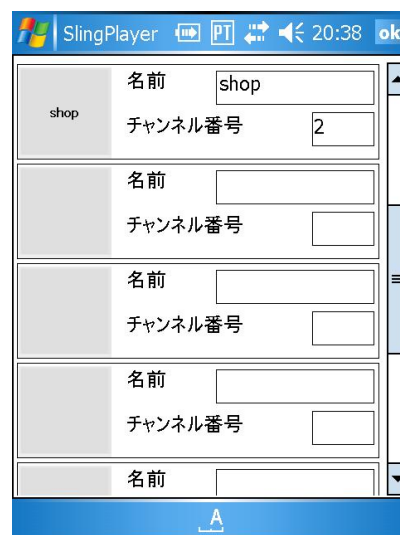 SlingPlayer PT 20:38 ok
名前 shop
shop
チャンネル番号 2
名前
チャンネル番号
名前
チャンネル番号
名前
チャンネル番号
名前
A